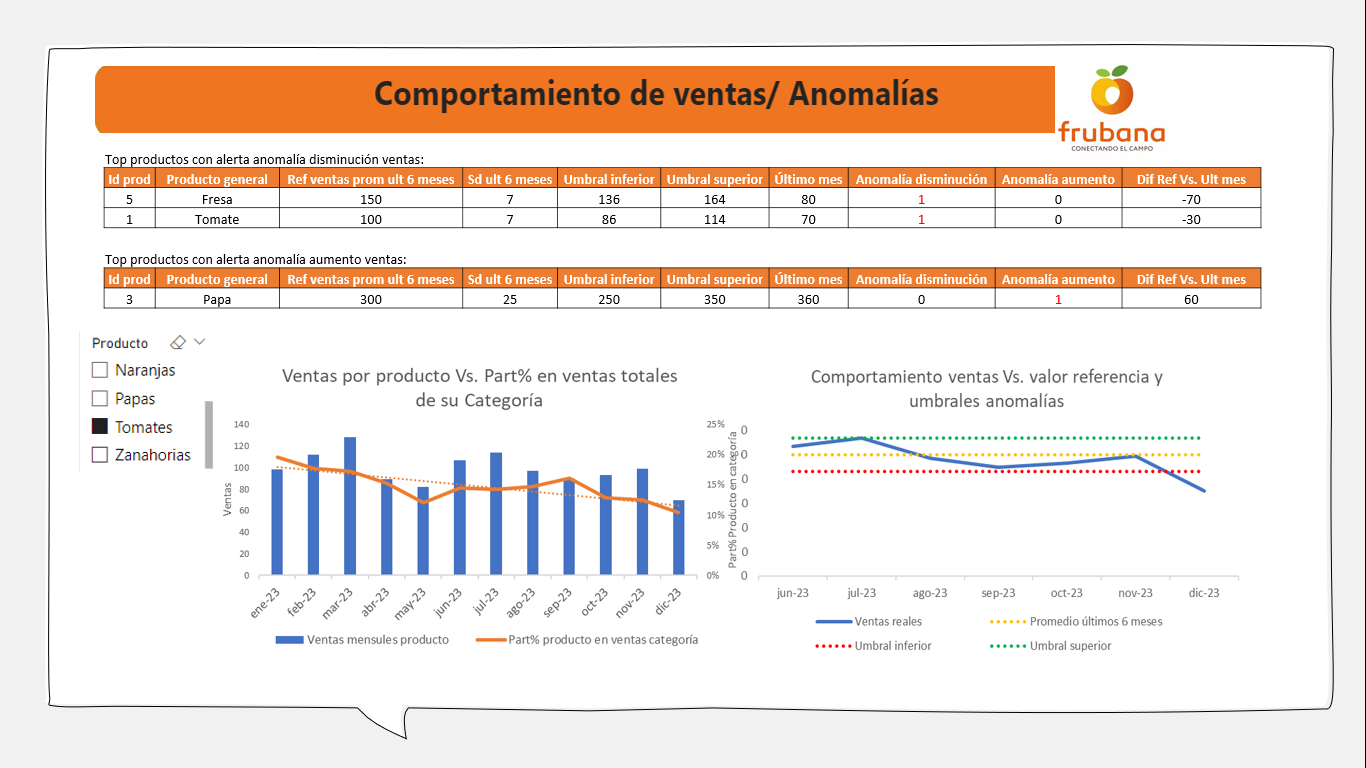 Comportamiento de ventas/ Anomalías
frubana
CONECTANDO EL CAMPO
Top productos con alerta anomalía disminución ventas:
Id prod Producto general Ref ventas prom ult 6 meses Sd ult 6 meses Umbral inferior Umbral superior Último mes Anomalía disminución Anomalía aumento Dif Ref Vs. Ult mes
5 Fresa 150 7 136 164 80 1 0 -70
1 Tomate 100 7 86 114 70 1 0 -30
Top productos con alerta anomalía aumento ventas:
Id prod Producto general Ref ventas prom ult 6 meses Sd ult 6 meses Umbral inferior Umbral superior Último mes Anomalía disminución Anomalía aumento Dif Ref Vs. Ult mes
3 Papa 300 25 250 350 360 0 1 60
Producto
Naranjas
Papas
Tomates
Zanahorias
Ventas por producto Vs. Part% en ventas totales
de su Categoría
140
120
100
80
60
40
20
0
Ventas
25%
20%
15%
10%
5%
0%
Part% Producto en categoría
ene-23 feb-23 mar-23 abr-23 may-23 jun-23 jul-23 ago-23 sep-23 oct-23 nov-23 dic-23
Ventas mensules producto Part% producto en ventas categoría
Comportamiento ventas Vs. valor referencia y
umbrales anomalías
0
0
0
0
0
0
0
jun-23 jul-23 ago-23 sep-23 oct-23 nov-23 dic-23
Ventas reales Promedio últimos 6 meses
Umbral inferior Umbral superior